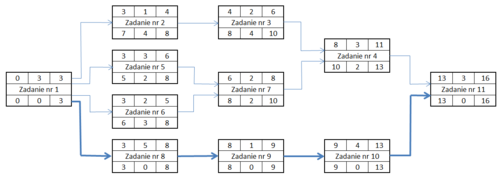 3 1 4
Zadanie nr 2
7 4 8
4 2 6
Zadanie nr 3
8 4 10
8 3 11
Zadanie nr 4
10 2 13
3 3 6
Zadanie nr 5
5 2 8
6 2 8
Zadanie nr 7
8 2 10
0 3 3
Zadanie nr 1
0 0 3
13 3 16
Zadanie nr 11
13 0 16
3 2 5
Zadanie nr 6
6 3 8
3 5 8
Zadanie nr 8
3 0 8
8 1 9
Zadanie nr 9
8 0 9
9 4 13
Zadanie nr 10
9 0 13